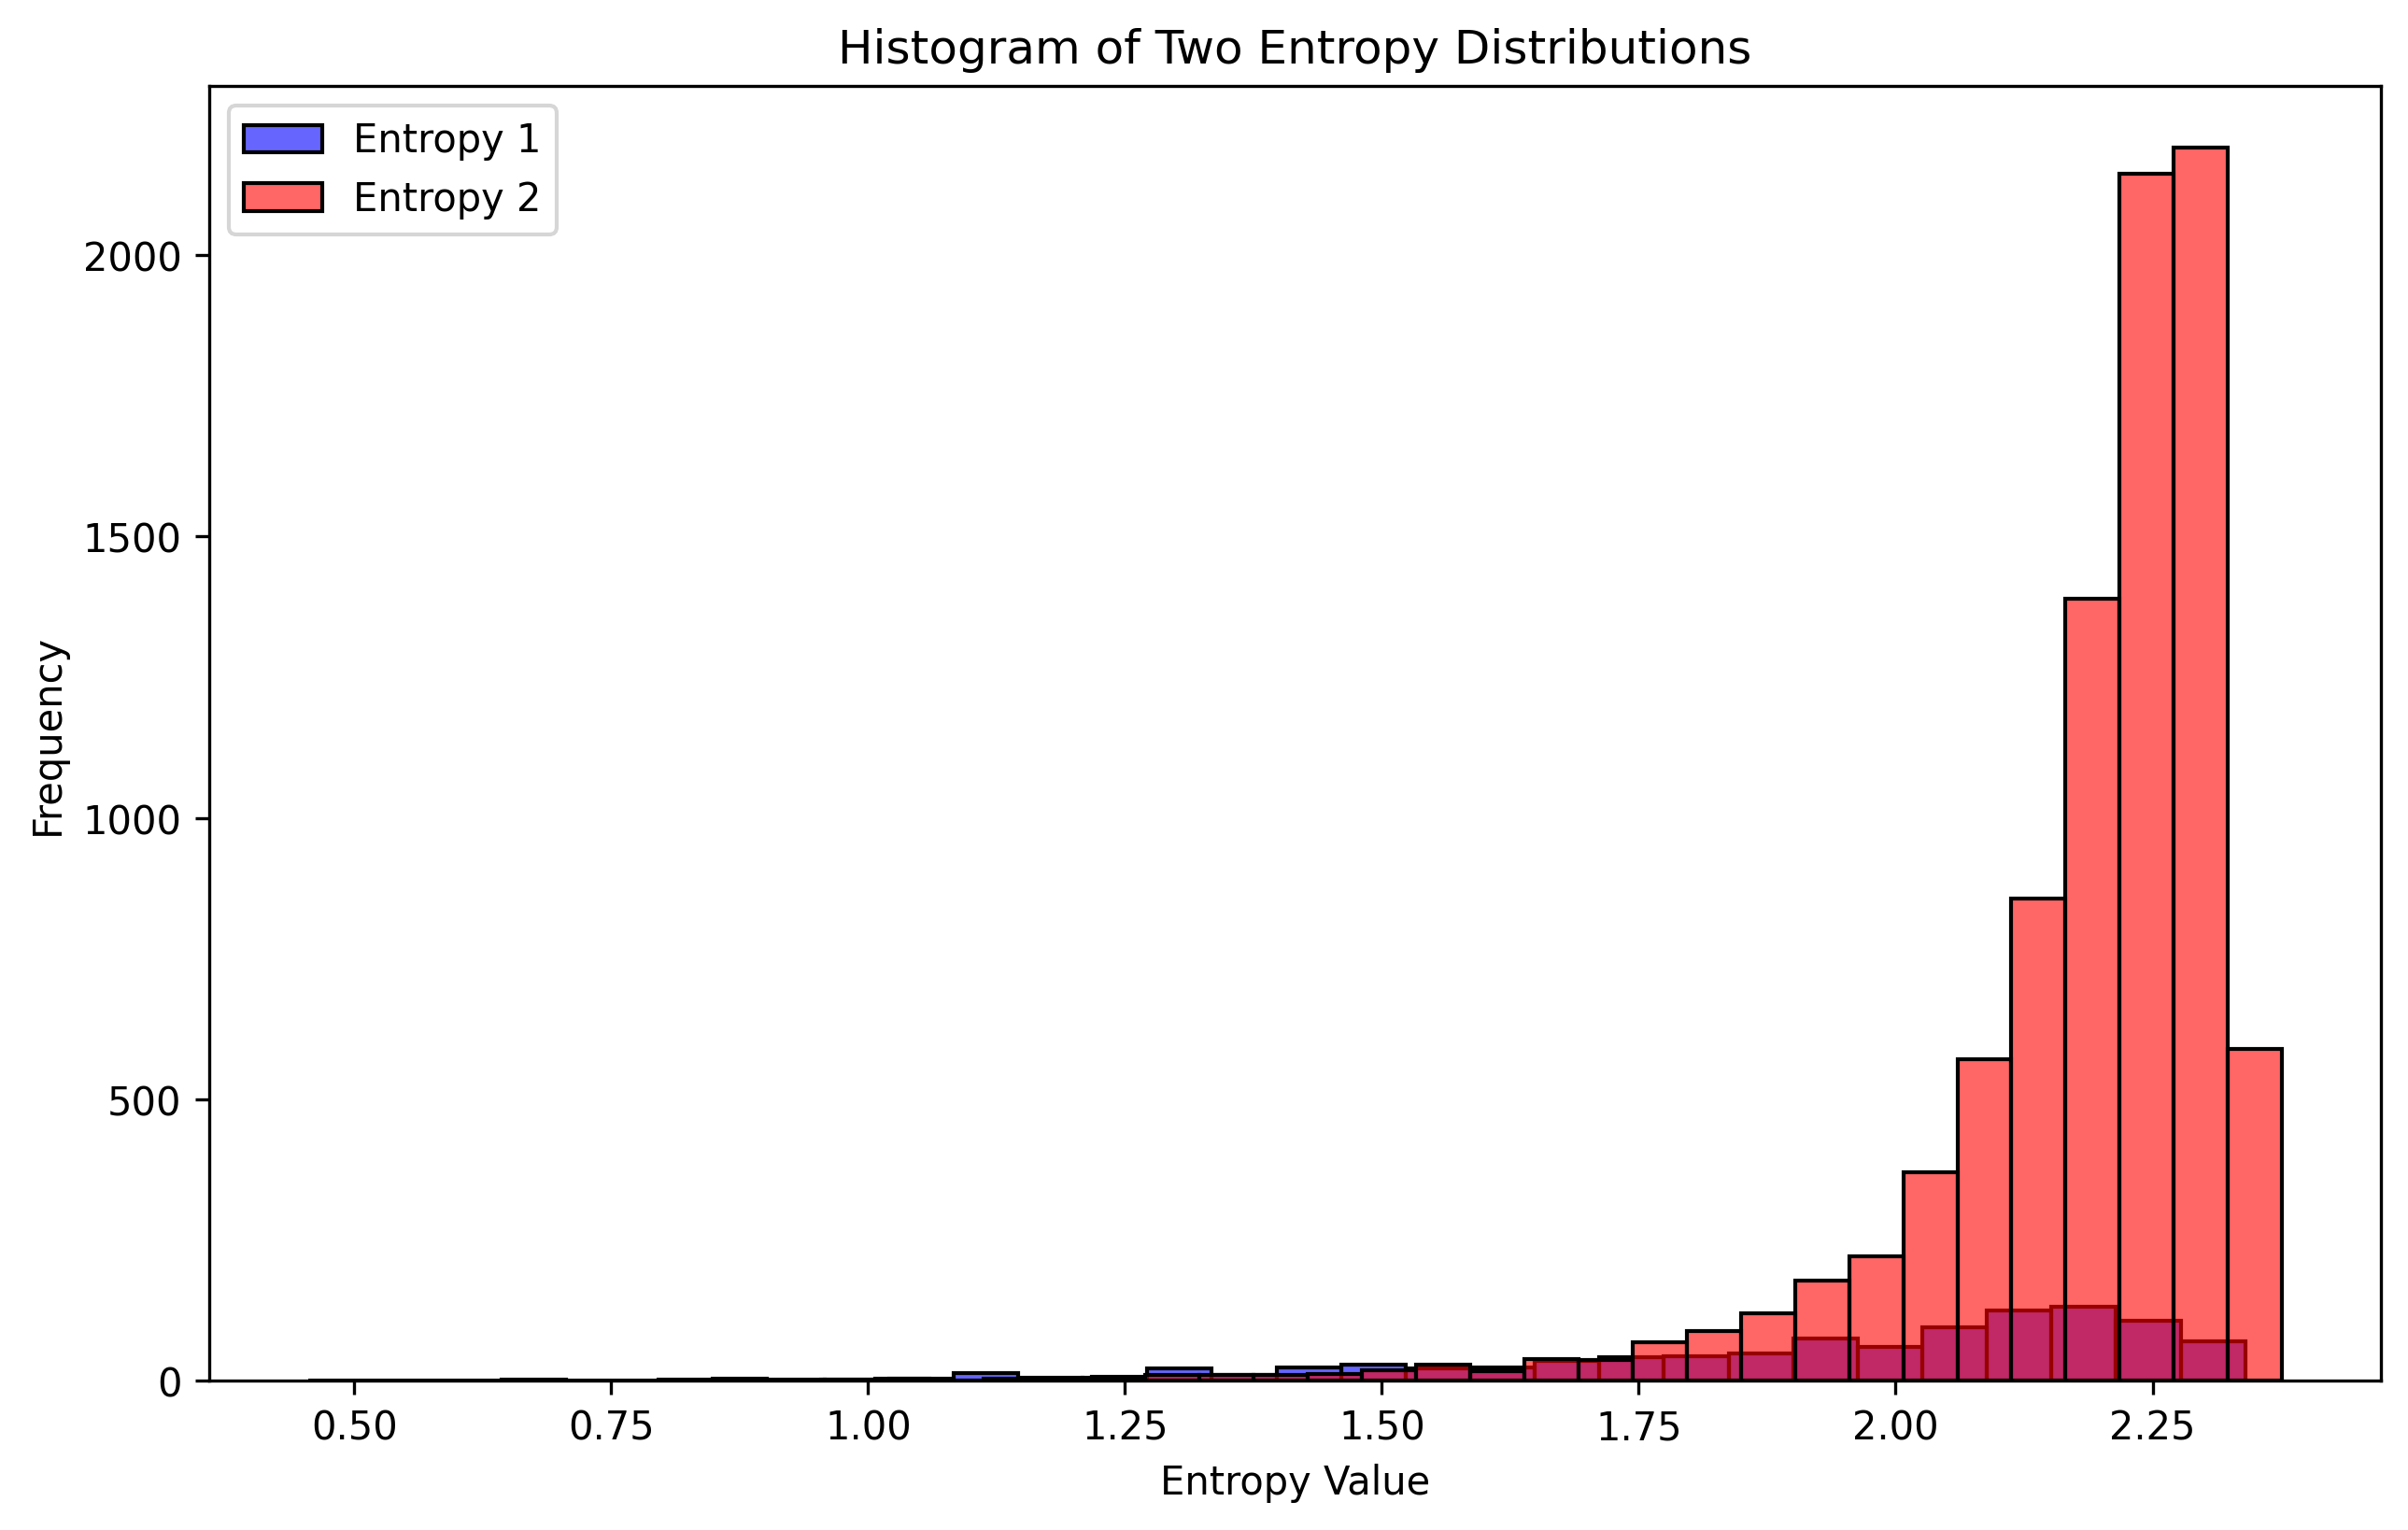 Histogram of Two Entropy Distributions
Entropy 1
Entropy 2
2000
1500
1000
500
0
Frequency
0.50 0.75 1.00 1.25 1.50 1.75 2.00 2.25
Entropy Value